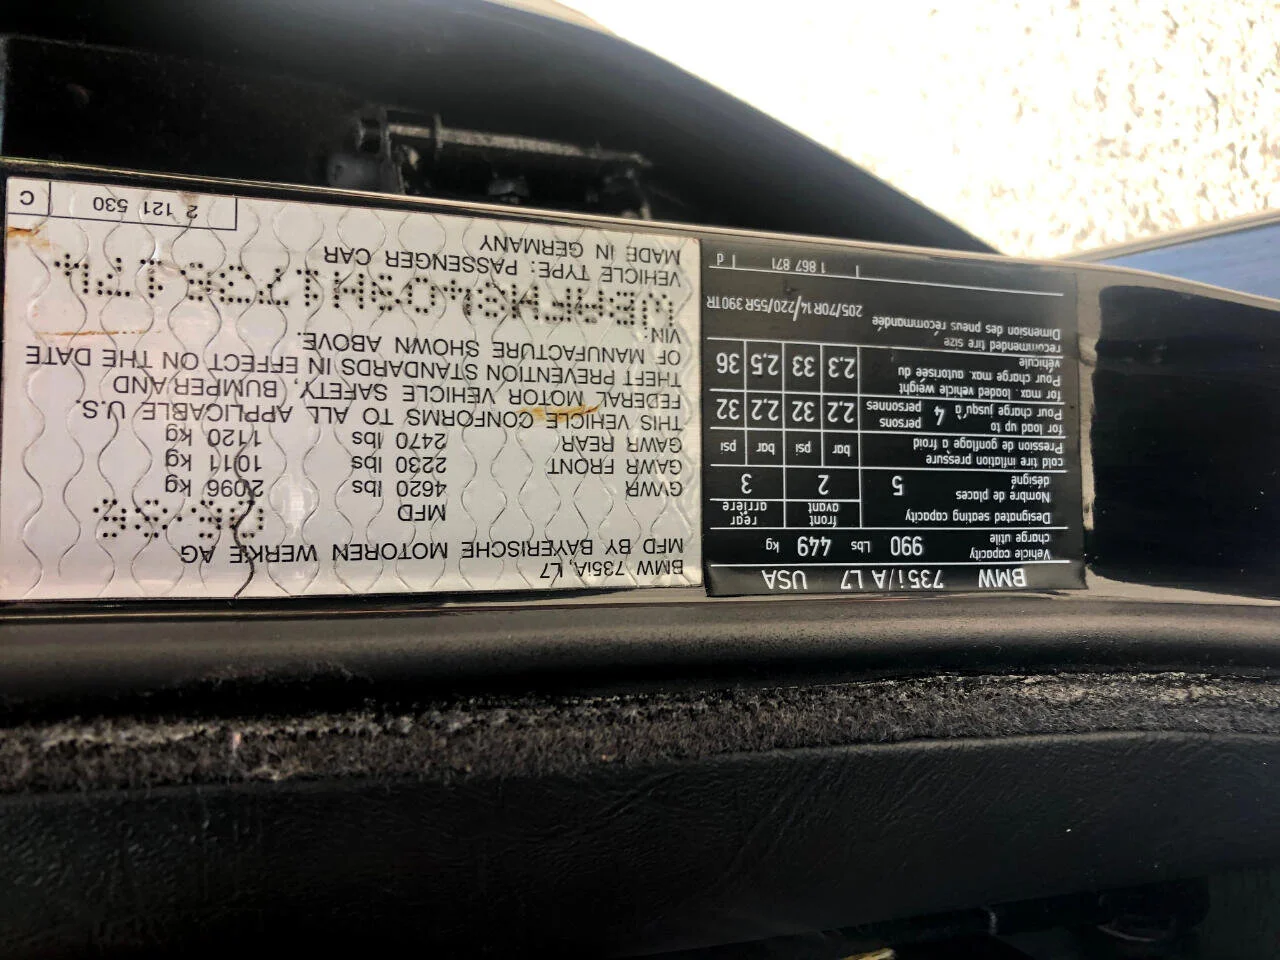 BMW 735i/A L7 USA
Vehicle capacity
charge utile 990 Lbs 449 kg
Designated seating capacity front rear
Nombre de places avant arrière
désigné 5 2 3
cold tire inflation pressure
Pression de gonflage à froid bar psi bar psi
for load up to persons
Pour charge jusqu'à 4 personnes 2.2 32 2.2 32
for max. loaded vehicle weight
Pour charge max autorisée du
véhicule 2.3 33 2.5 36
recommended tire size
Dimension des pneus recommandée 205/70R14/220/55R390TR
1 867 871 d
BMW 735iA, L7
MFD BY BAYERISCHE MOTOREN WERKE AG
MFD
GVWR 4620 lbs 2096 kg
GAWR FRONT 2230 lbs 1011 kg
GAWR REAR 2470 lbs 1120 kg
THIS VEHICLE CONFORMS TO ALL APPLICABLE U.S.
FEDERAL MOTOR VEHICLE SAFETY, BUMPER AND
THEFT PREVENTION STANDARDS IN EFFECT ON THE DATE
OF MANUFACTURE SHOWN ABOVE.
VIN:
VEHICLE TYPE: PASSENGER CAR
MADE IN GERMANY
2 121 530 C